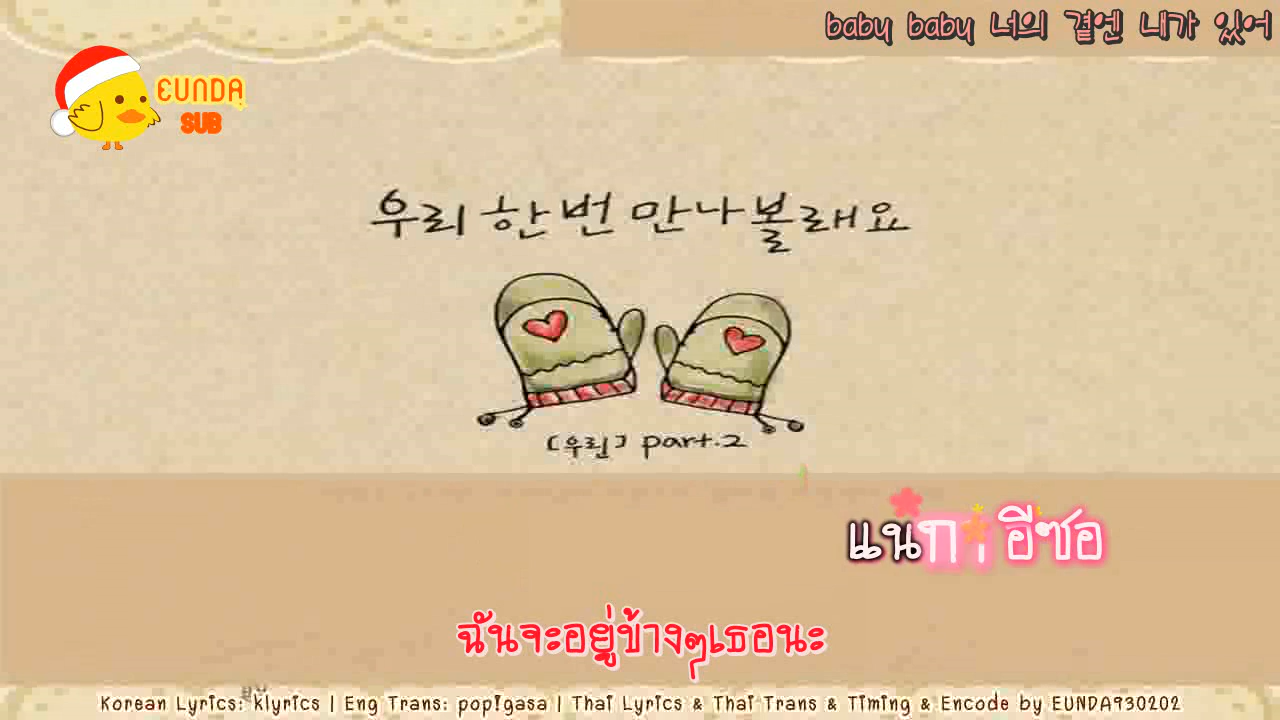 baby baby 너의 곁엔 내가 있어
EUNDA
SUB
우리 한번 만나볼래요
[우린] part.2
แนกา อีซอ
ฉันจะอยู่ข้างๆเธอนะ
Korean Lyrics: klyrics | Eng Trans: pop!gasa | Thai Lyrics & Thai Trans & Timing & Encode by EUNDA930202